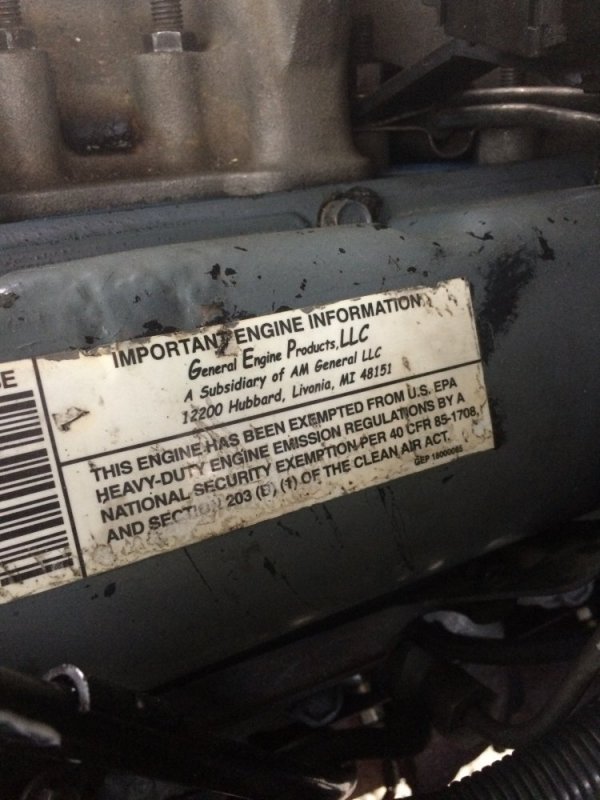 SE
IMPORTANT ENGINE INFORMATION
General Engine Products, LLC
A Subsidiary of AM General LLC
12200 Hubbard, Livonia, MI 48151
THIS ENGINE HAS BEEN EXEMPTED FROM U.S. EPA
HEAVY-DUTY ENGINE EMISSION REGULATIONS BY A
NATIONAL SECURITY EXEMPTION PER 40 CFR 85-1708,
AND SECTION 203 (B) (1) OF THE CLEAN AIR ACT.
GEP